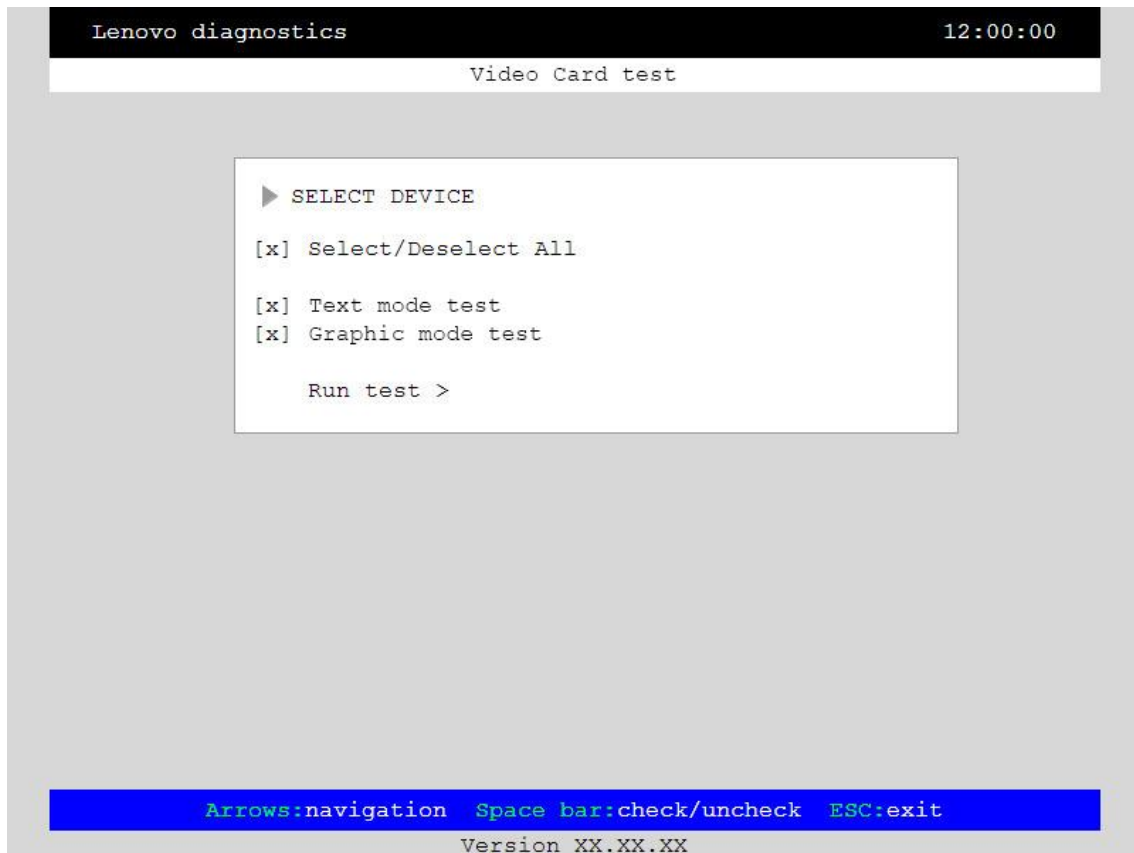 Lenovo diagnostics 12:00:00
Video Card test
SELECT DEVICE
[x] Select/Deselect All
[x] Text mode test
[x] Graphic mode test
Run test >
Arrows:navigation Space bar:check/uncheck ESC:exit
Version XX.XX.XX